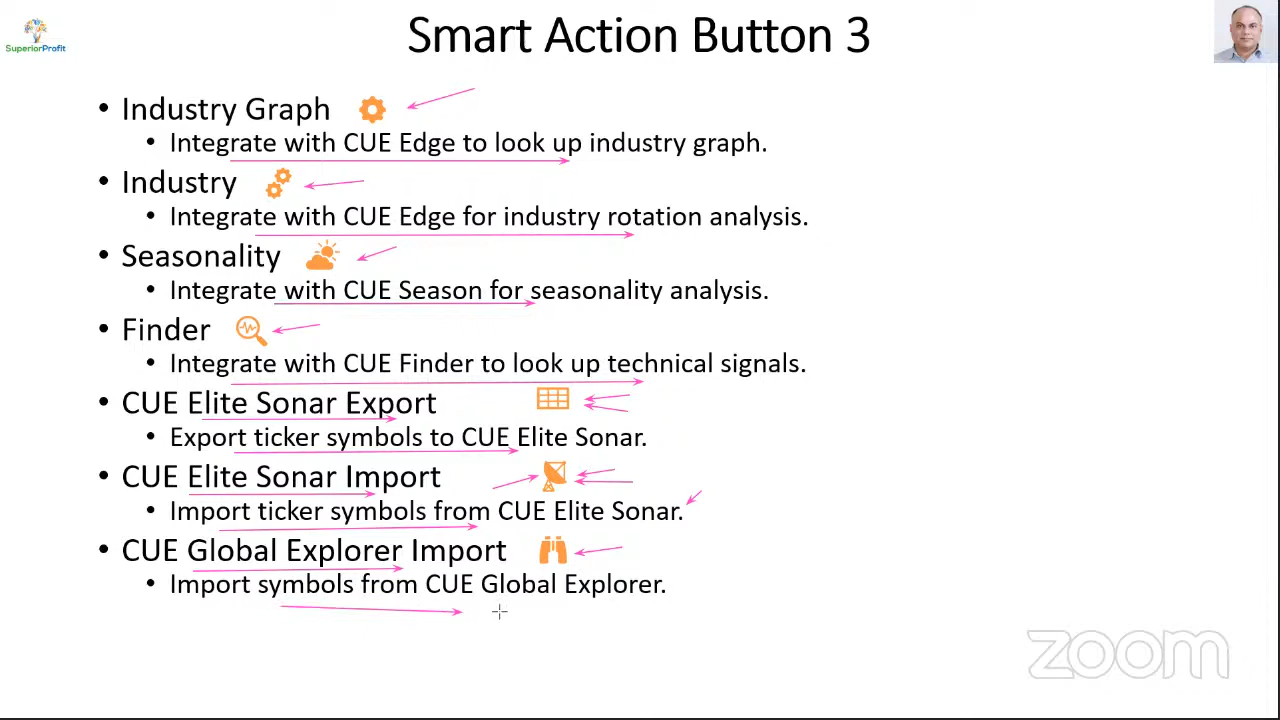 Smart Action Button 3
SuperiorProfit
• Industry Graph
• Integrate with CUE Edge to look up industry graph.
• Industry
• Integrate with CUE Edge for industry rotation analysis.
• Seasonality
• Integrate with CUE Season for seasonality analysis.
• Finder
• Integrate with CUE Finder to look up technical signals.
• CUE Elite Sonar Export
• Export ticker symbols to CUE Elite Sonar.
• CUE Elite Sonar Import
• Import ticker symbols from CUE Elite Sonar.
• CUE Global Explorer Import
• Import symbols from CUE Global Explorer.
zoom